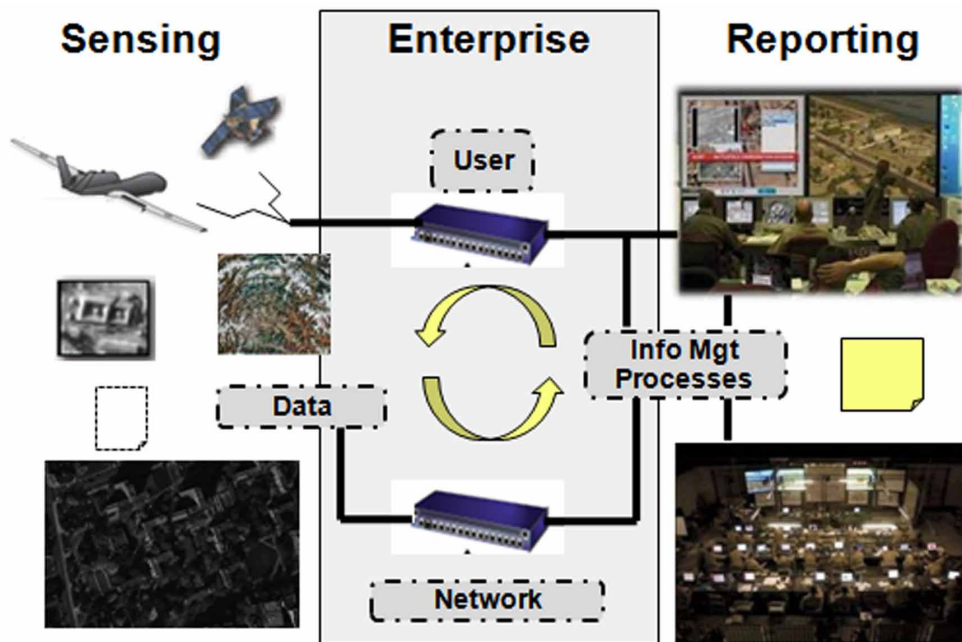 Sensing
Enterprise
Reporting
User
Info Mgt
Processes
Data
Network